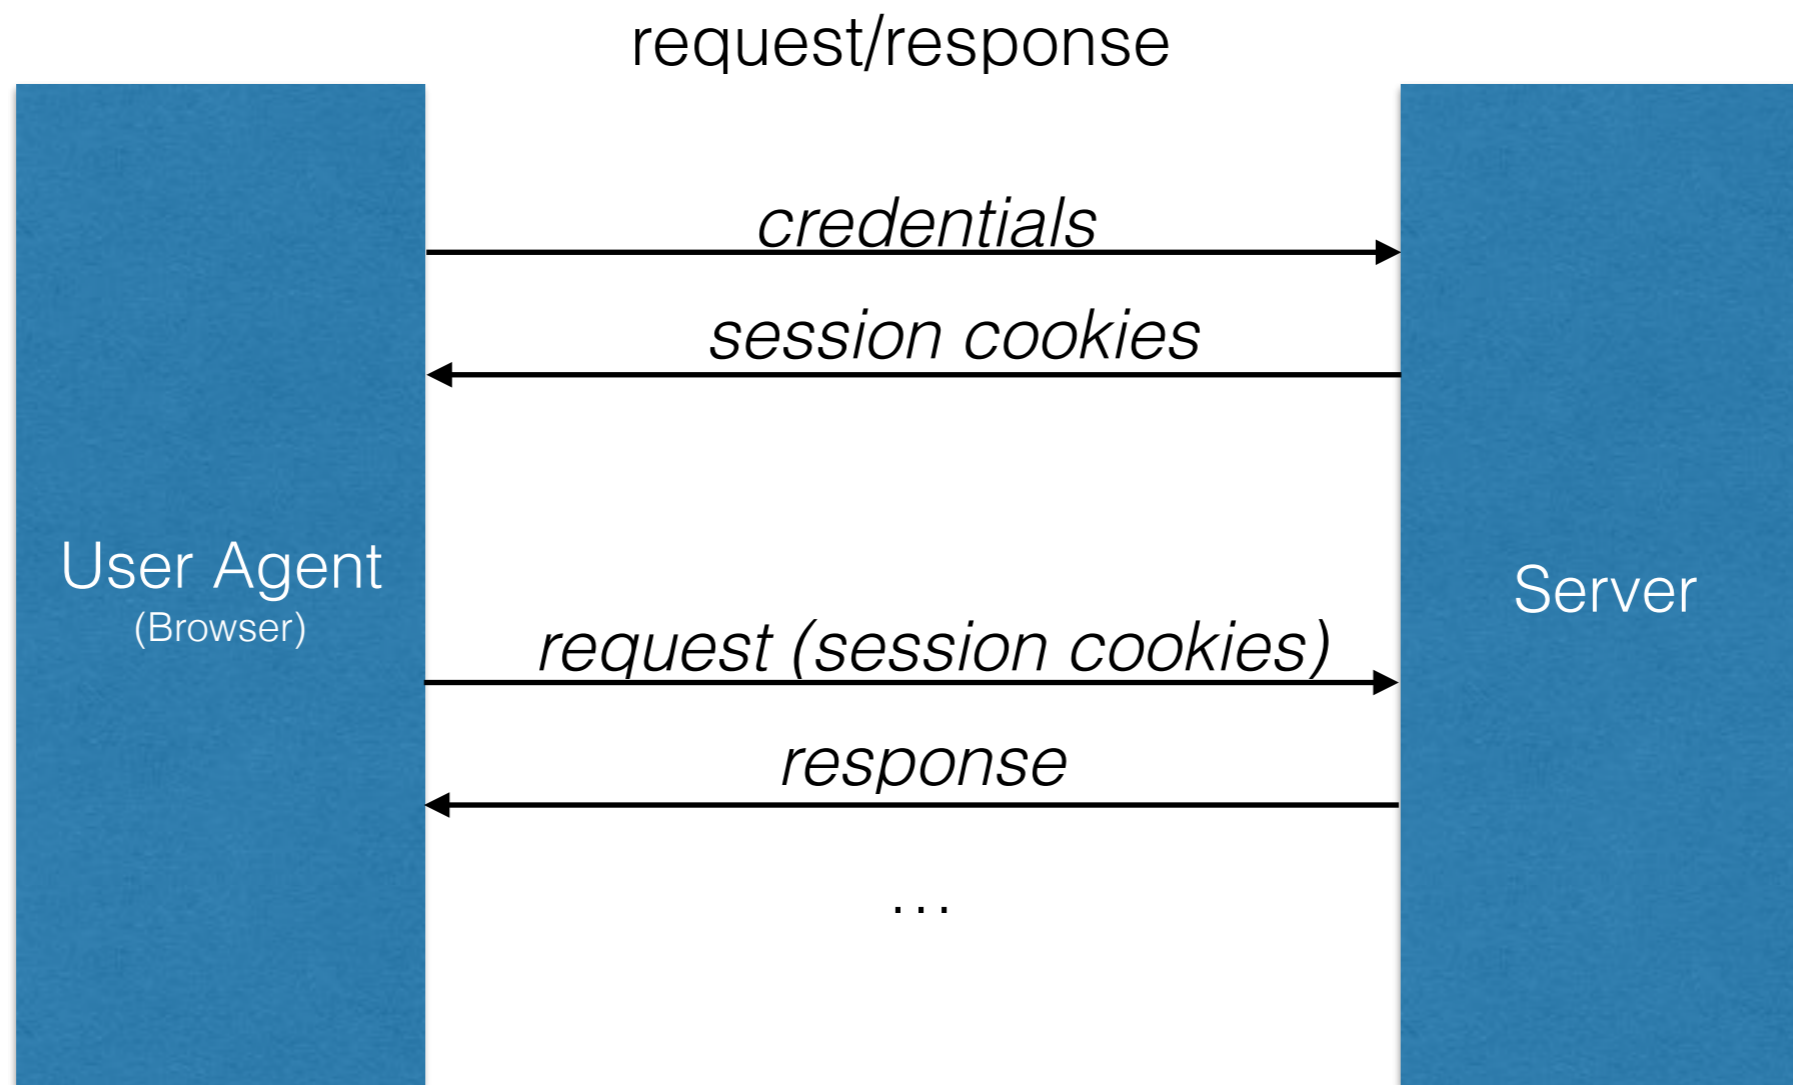 request/response
credentials
session cookies
User Agent
(Browser)
Server
request (session cookies)
response
...